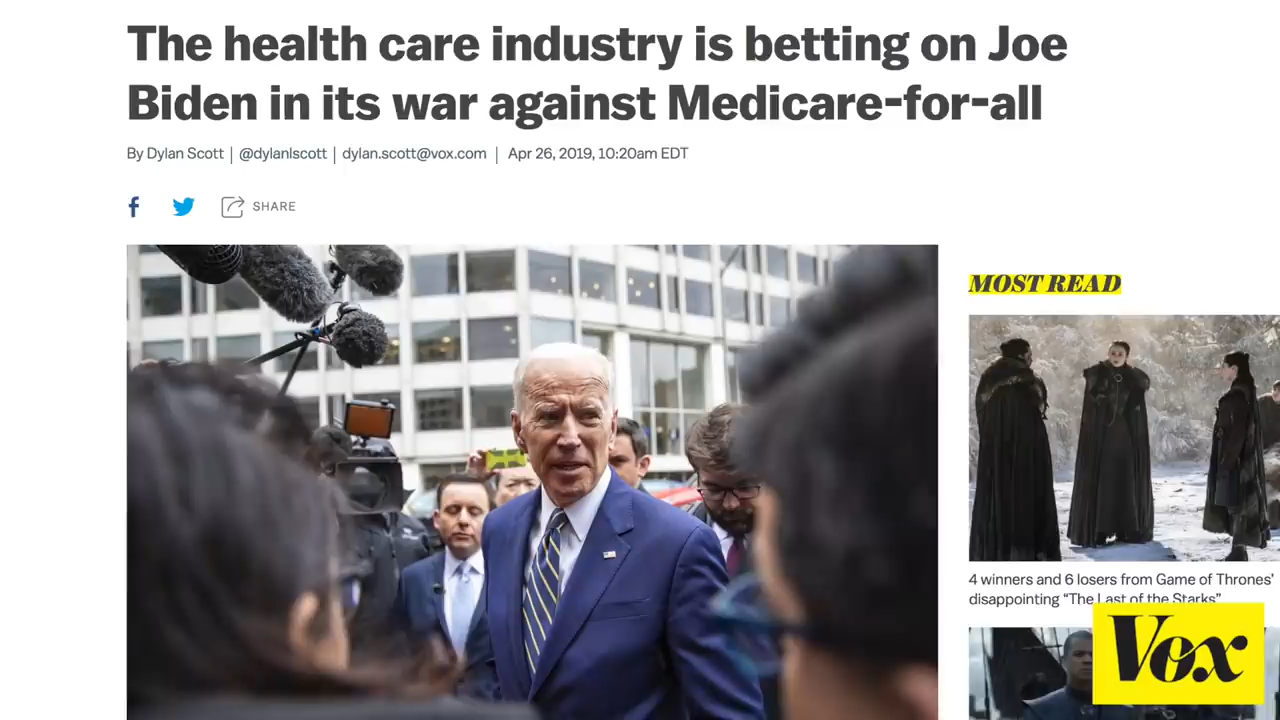 The health care industry is betting on Joe
Biden in its war against Medicare-for-all
By Dylan Scott | @dylanlscott | dylan.scott@vox.com | Apr 26, 2019, 10:20am EDT
SHARE
MOST READ
4 winners and 6 losers from Game of Thrones'
disappointing “The Last of the Starks”
Vox